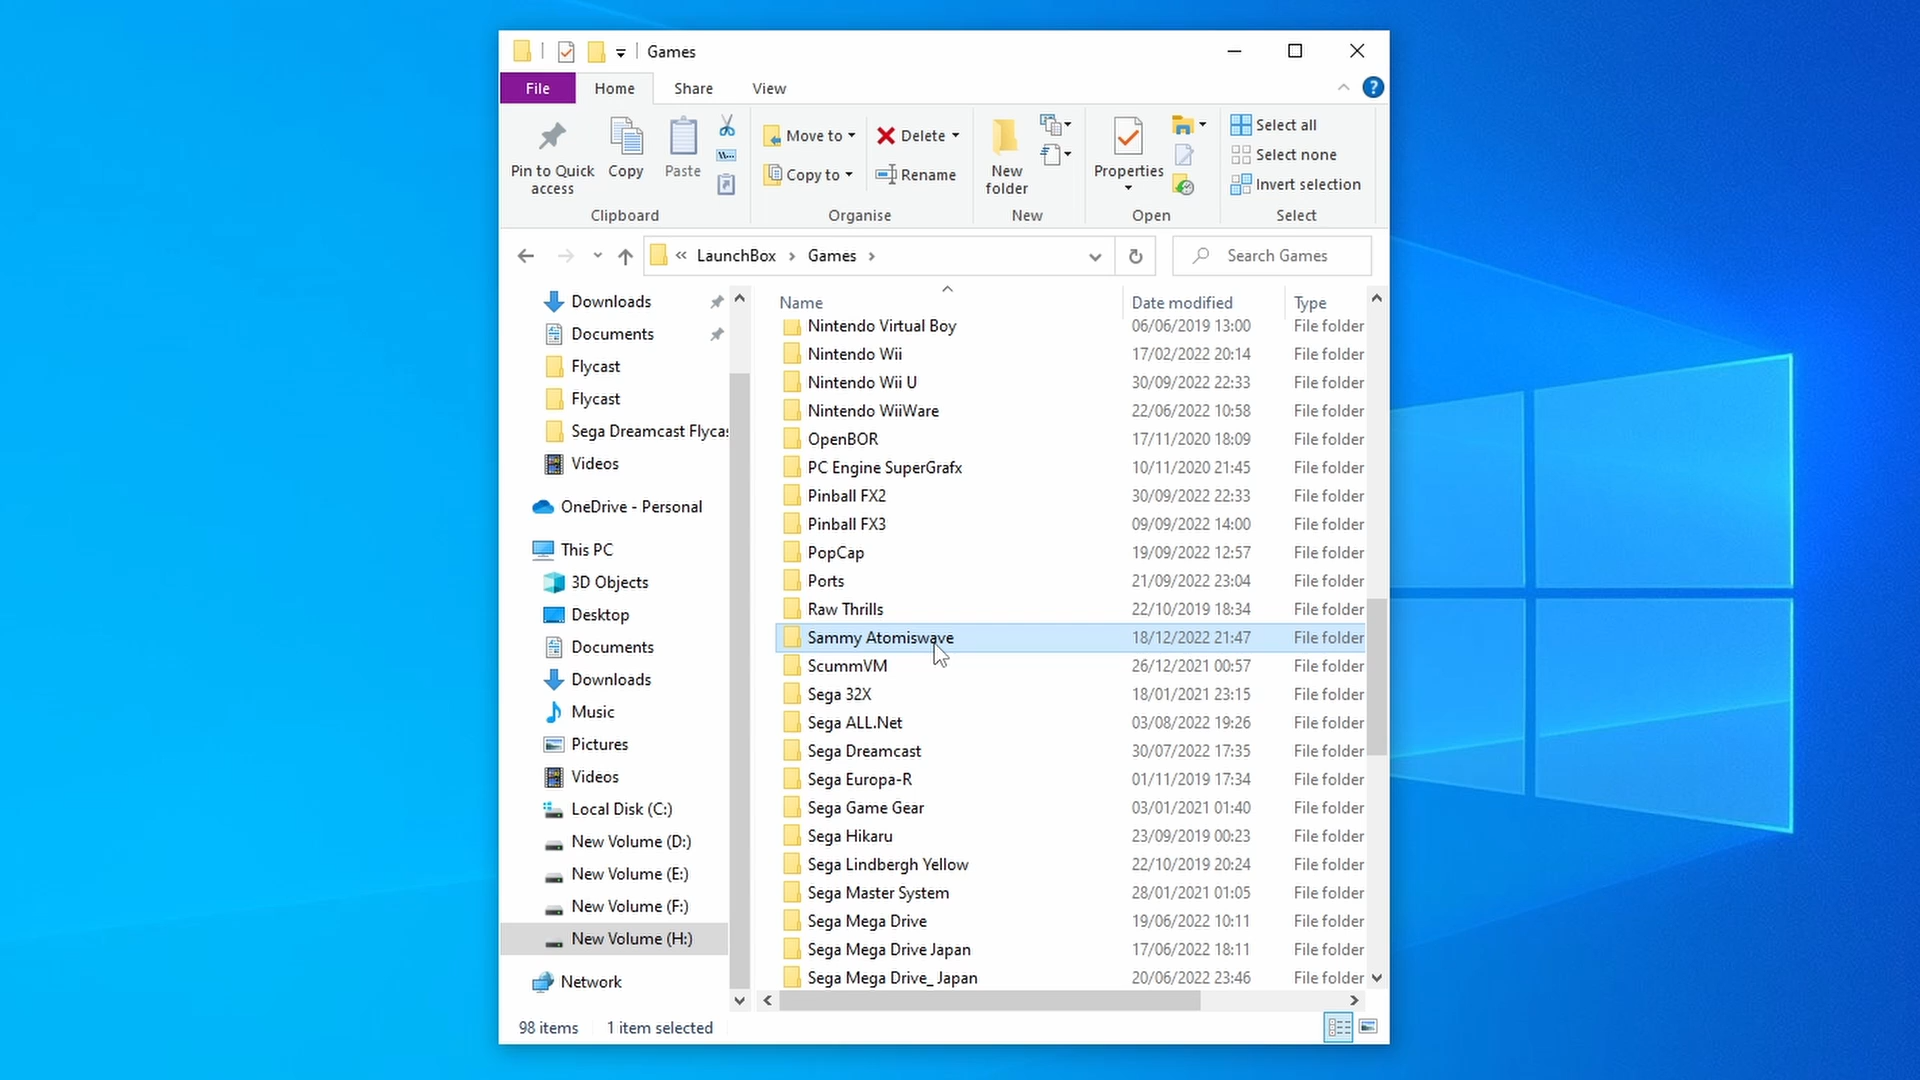 Games
File Home Share View
Pin to Quick access
Copy
Paste
Move to
Copy to
Delete
Rename
New folder
Properties
Select all
Select none
Invert selection
Clipboard Organise New Open Select
« LaunchBox > Games >
Search Games
Downloads
Documents
Flycast
Flycast
Sega Dreamcast Flycas
Videos
OneDrive - Personal
This PC
3D Objects
Desktop
Documents
Downloads
Music
Pictures
Videos
Local Disk (C:)
New Volume (D:)
New Volume (E:)
New Volume (F:)
New Volume (H:)
Network
Name Date modified Type
Nintendo Virtual Boy 06/06/2019 13:00 File folder
Nintendo Wii 17/02/2022 20:14 File folder
Nintendo Wii U 30/09/2022 22:33 File folder
Nintendo WiiWare 22/06/2022 10:58 File folder
OpenBOR 17/11/2020 18:09 File folder
PC Engine SuperGrafx 10/11/2020 21:45 File folder
Pinball FX2 30/09/2022 22:33 File folder
Pinball FX3 09/09/2022 14:00 File folder
PopCap 19/09/2022 12:57 File folder
Ports 21/09/2022 23:04 File folder
Raw Thrills 22/10/2019 18:34 File folder
Sammy Atomiswave 18/12/2022 21:47 File folder
ScummVM 26/12/2021 00:57 File folder
Sega 32X 18/01/2021 23:15 File folder
Sega ALL.Net 03/08/2022 19:26 File folder
Sega Dreamcast 30/07/2022 17:35 File folder
Sega Europa-R 01/11/2019 17:34 File folder
Sega Game Gear 03/01/2021 01:40 File folder
Sega Hikaru 23/09/2019 00:23 File folder
Sega Lindbergh Yellow 22/10/2019 20:24 File folder
Sega Master System 28/01/2021 01:05 File folder
Sega Mega Drive 19/06/2022 10:11 File folder
Sega Mega Drive Japan 17/06/2022 18:11 File folder
Sega Mega Drive_ Japan 20/06/2022 23:46 File folder
98 items 1 item selected